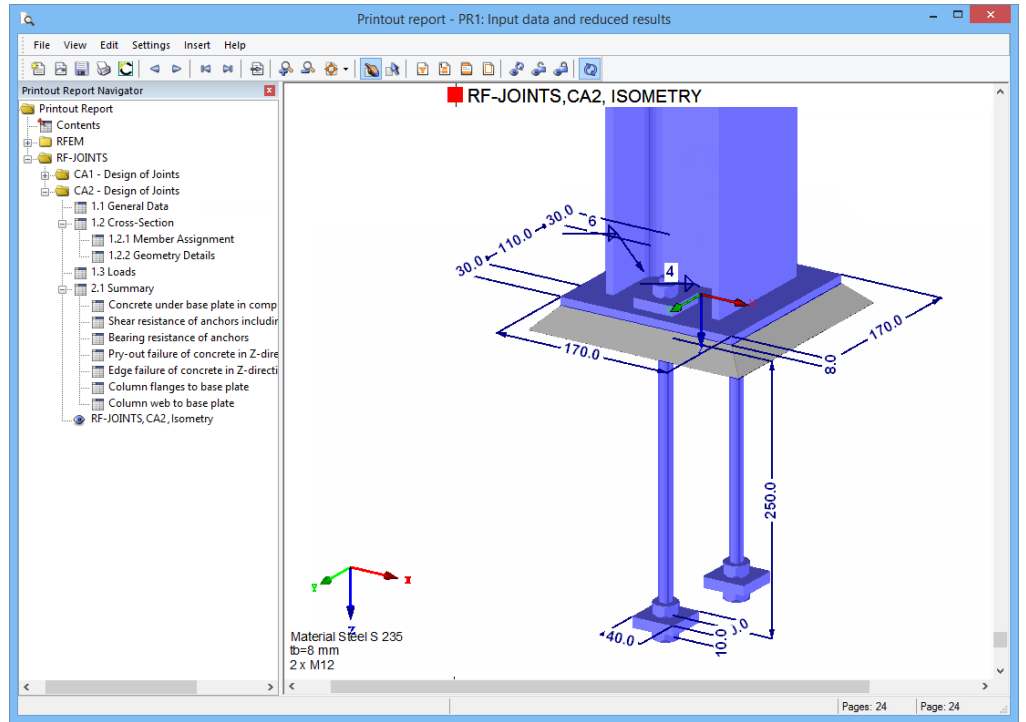 Printout report - PR1: Input data and reduced results
File View Edit Settings Insert Help
Printout Report Navigator
Printout Report
Contents
RFEM
RF-JOINTS
CA1 - Design of Joints
CA2 - Design of Joints
1.1 General Data
1.2 Cross-Section
1.2.1 Member Assignment
1.2.2 Geometry Details
1.3 Loads
2.1 Summary
Concrete under base plate in comp
Shear resistance of anchors includir
Bearing resistance of anchors
Pry-out failure of concrete in Z-dire
Edge failure of concrete in Z-directi
Column flanges to base plate
Column web to base plate
RF-JOINTS, CA2, Isometry
RF-JOINTS,CA2, ISOMETRY
30.0
6
110.0
30.0
4
170.0
170.0
8.0
250.0
40.0
10.0
X
Y
Z
Material Steel S 235
tb=8 mm
2 x M12
Pages: 24 Page: 24